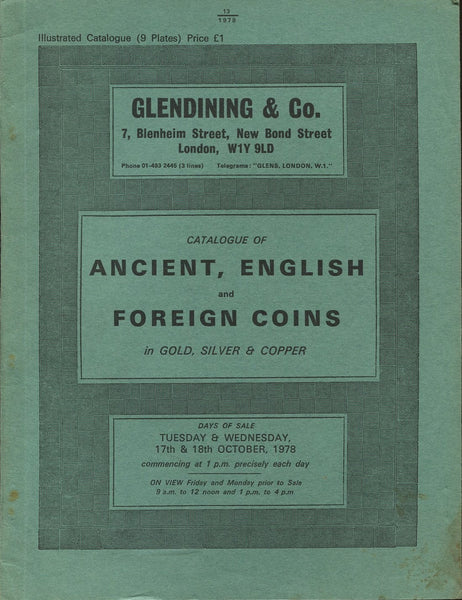 13
1978
Illustrated Catalogue (9 Plates) Price £1
GLENDINING & Co.
7, Blenheim Street, New Bond Street
London, W1Y 9LD
Phone 01-493 2445 (3 lines) Telegrams: "GLENS, LONDON, W.1."
CATALOGUE OF
ANCIENT, ENGLISH
and
FOREIGN COINS
in GOLD, SILVER & COPPER
DAYS OF SALE
TUESDAY & WEDNESDAY,
17th & 18th OCTOBER, 1978
commencing at 1 p.m. precisely each day
ON VIEW Friday and Monday prior to Sale
9 a.m. to 12 noon and 1 p.m. to 4 p.m